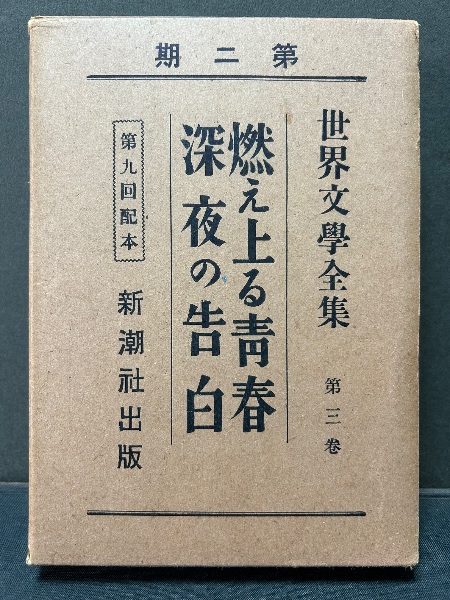 第二期
世界文學全集 第三卷
燃え上る靑春
深夜の告白
第九回配本
新潮社出版